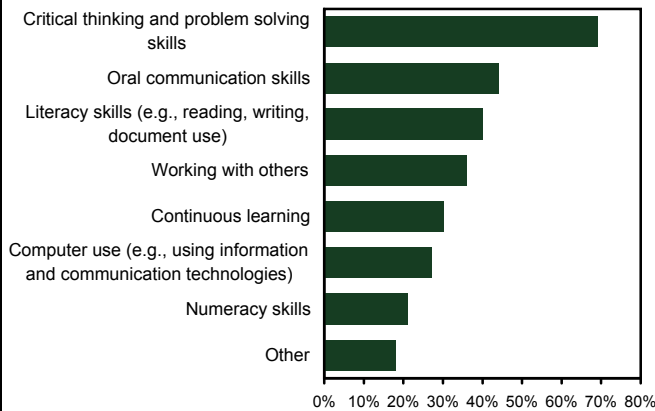 Critical thinking and problem solving
skills
Oral communication skills
Literacy skills (e.g., reading, writing,
document use)
Working with others
Continuous learning
Computer use (e.g., using information
and communication technologies)
Numeracy skills
Other
0% 10% 20% 30% 40% 50% 60% 70% 80%